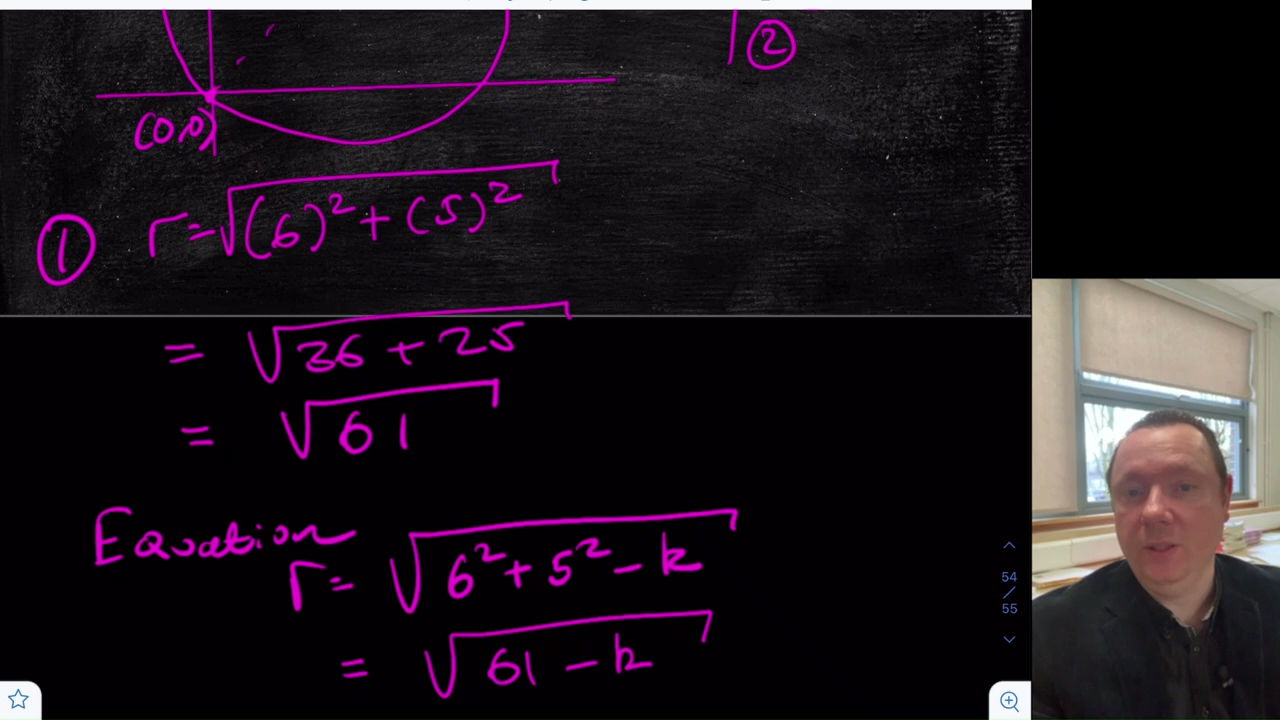 ②
(0,0)
① r=√(6)²+(5)²
= √36+25
= √61
Equation
r= √6²+5²-k
= √61-k
54
/
55